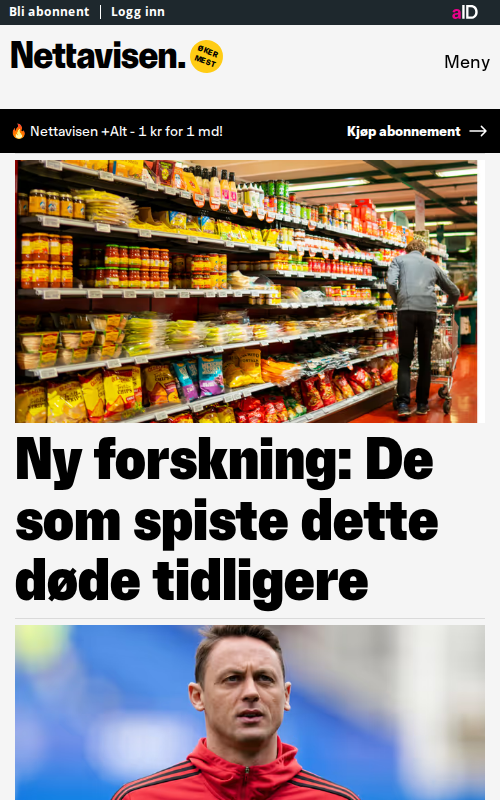 Bli abonnent
Logg inn
aID
Nettavisen.
ØKER
MEST
Meny
🔥 Nettavisen +Alt - 1 kr for 1 md!
Kjøp abonnement →
Ny forskning: De
som spiste dette
døde tidligere